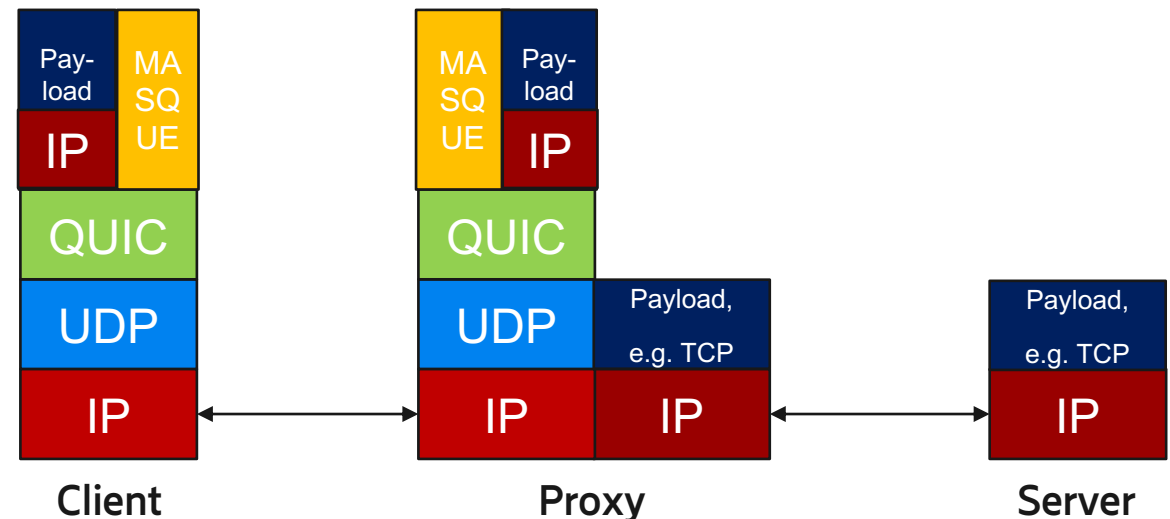 Pay-
load
MA
SQ
UE
IP
QUIC
UDP
IP
Client
MA
SQ
UE
Pay-
load
IP
QUIC
UDP
IP
Payload,
e.g. TCP
IP
Proxy
Payload,
e.g. TCP
IP
Server